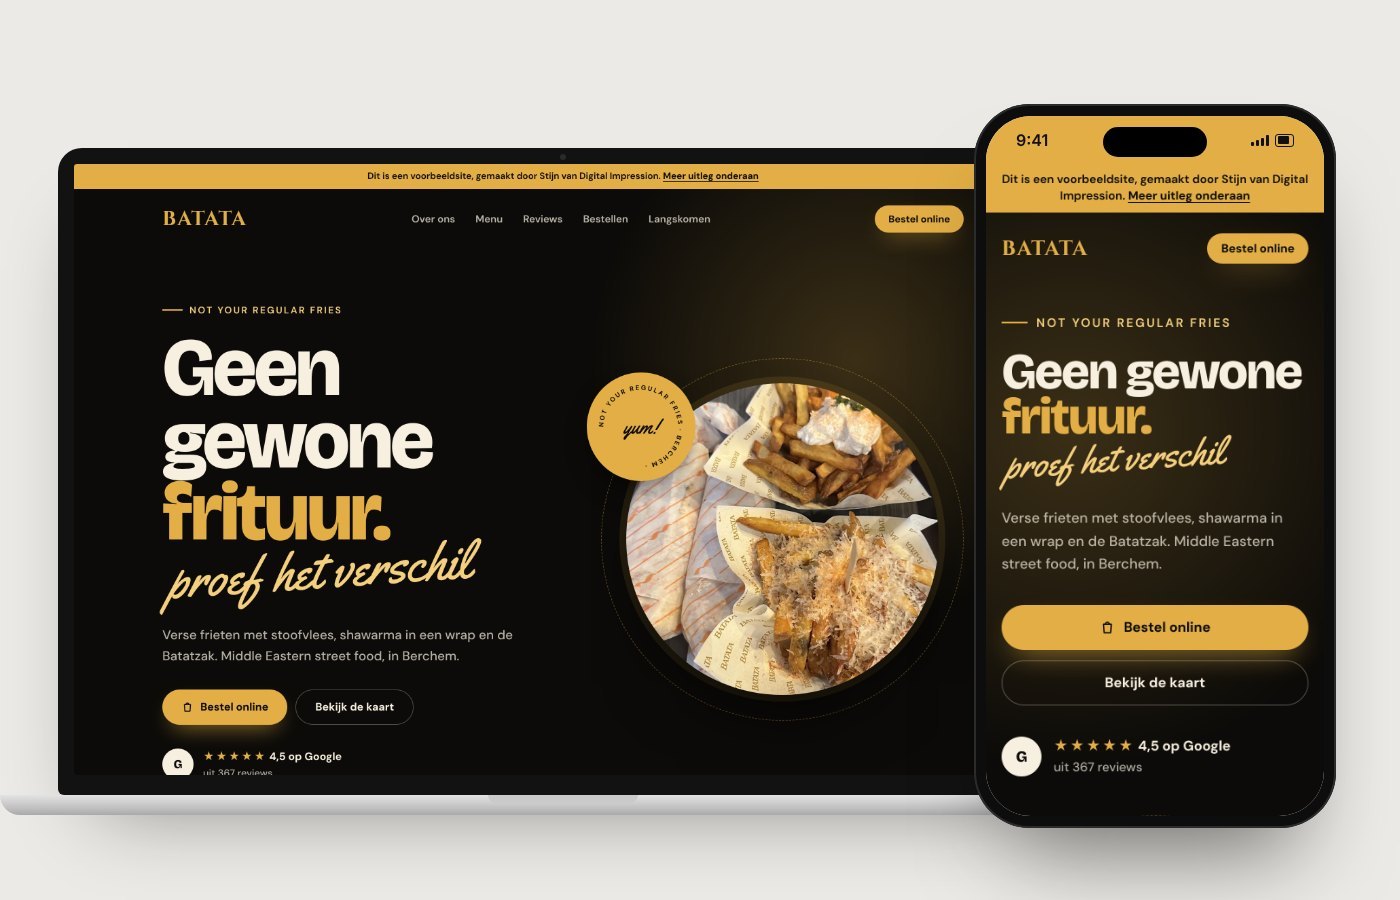 Dit is een voorbeeldsite, gemaakt door Stijn van Digital Impression. Meer uitleg onderaan
BATATA
Over ons
Menu
Reviews
Bestellen
Langskomen
Bestel online
NOT YOUR REGULAR FRIES
Geen
gewone
frituur.
proef het verschil
Verse frieten met stoofvlees, shawarma in een wrap en de
Batatzak. Middle Eastern street food, in Berchem.
Bestel online
Bekijk de kaart
G
★★★★★ 4,5 op Google
uit 367 reviews
NOT YOUR REGULAR FRIES · BERCHEM ·
yum!
BATATA
BATATA
BATATA
9:41
Dit is een voorbeeldsite, gemaakt door Stijn van Digital
Impression. Meer uitleg onderaan
BATATA
Bestel online
NOT YOUR REGULAR FRIES
Geen gewone
frituur.
proef het verschil
Verse frieten met stoofvlees, shawarma in
een wrap en de Batatzak. Middle Eastern
street food, in Berchem.
Bestel online
Bekijk de kaart
G
★★★★★ 4,5 op Google
uit 367 reviews